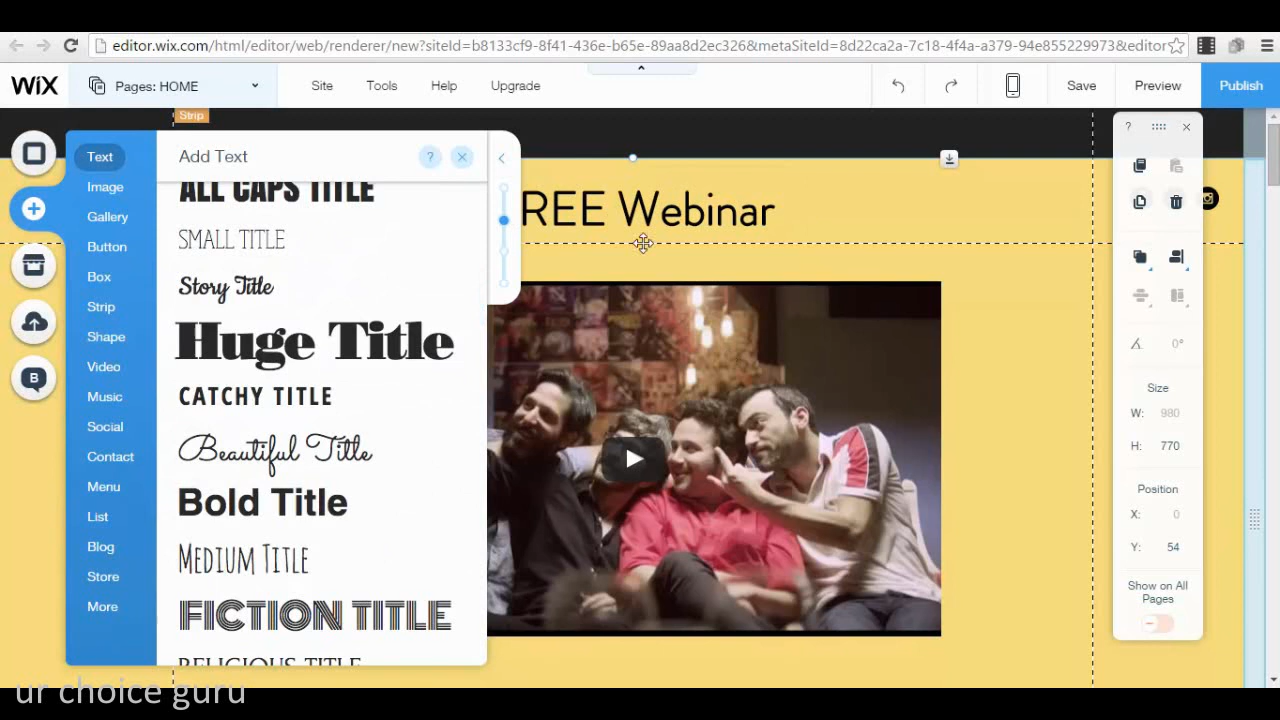 editor.wix.com/html/editor/web/renderer/new?siteId=b8133cf9-8f41-436e-b65e-89aa8d2ec326&metaSiteId=8d22ca2a-7c18-4f4a-a379-94e855229973&editor
WiX
Pages: HOME
Site
Tools
Help
Upgrade
Save
Preview
Publish
Strip
Text
Image
Gallery
Button
Box
Strip
Shape
Video
Music
Social
Contact
Menu
List
Blog
Store
More
B
Add Text
?
ALL CAPS TITLE
SMALL TITLE
Story Title
Huge Title
CATCHY TITLE
Beautiful Title
Bold Title
MEDIUM TITLE
FICTION TITLE
RELIGIOUS TITLE
REE Webinar
?
0°
Size
W: 980
H: 770
Position
X: 0
Y: 54
Show on All
Pages
ur choice guru